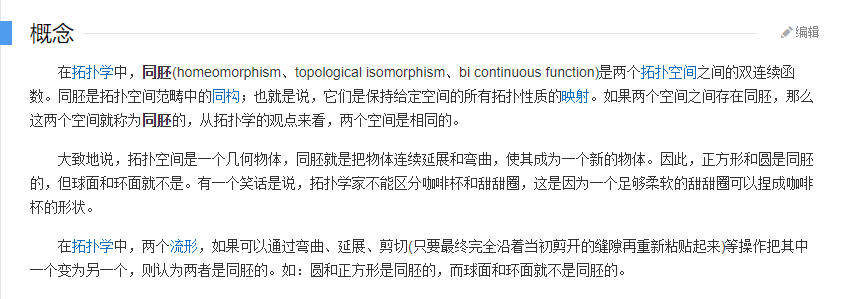 概念
编辑
在拓扑学中，同胚(homeomorphism、topological isomorphism、bi continuous function)是两个拓扑空间之间的双连续函
数。同胚是拓扑空间范畴中的同构；也就是说，它们是保持给定空间的所有拓扑性质的映射。如果两个空间之间存在同胚，那么
这两个空间就称为同胚的，从拓扑学的观点来看，两个空间是相同的。
大致地说，拓扑空间是一个几何物体，同胚就是把物体连续延展和弯曲，使其成为一个新的物体。因此，正方形和圆是同胚
的，但球面和环面就不是。有一个笑话是说，拓扑学家不能区分咖啡杯和甜甜圈，这是因为一个足够柔软的甜甜圈可以捏成咖啡
杯的形状。
在拓扑学中，两个流形，如果可以通过弯曲、延展、剪切(只要最终完全沿着当初剪开的缝隙再重新粘贴起来)等操作把其中
一个变为另一个，则认为两者是同胚的。如：圆和正方形是同胚的，而球面和环面就不是同胚的。